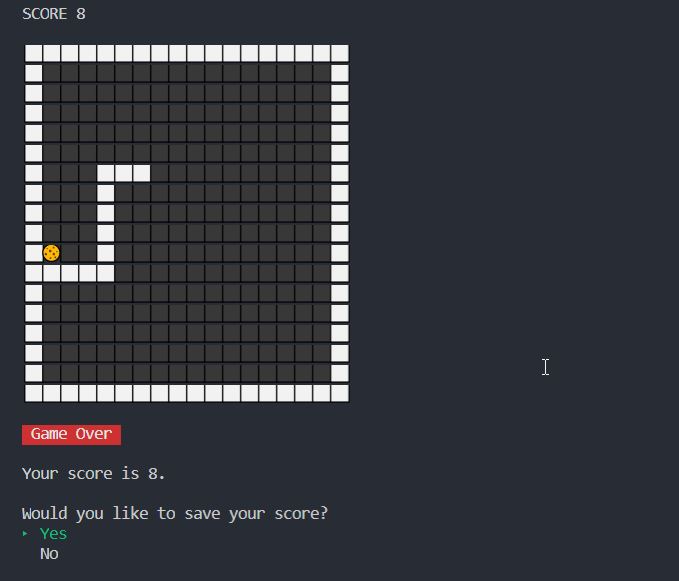 SCORE 8
Game Over
Your score is 8.
Would you like to save your score?
‣ Yes
No